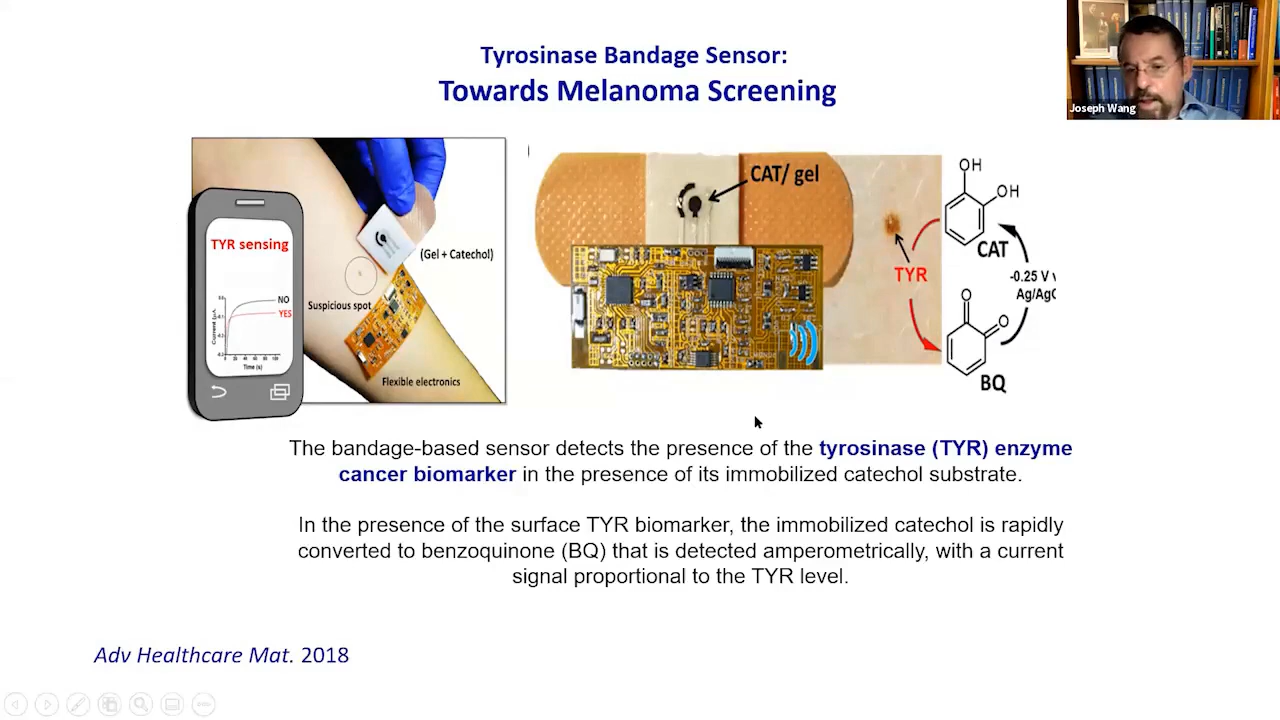 Tyrosinase Bandage Sensor:
Towards Melanoma Screening
Joseph Wang
TYR sensing
NO
YES
Current (µA)
Time (s)
(Gel + Catechol)
Suspicious spot
Flexible electronics
CAT/ gel
TYR
OH
OH
CAT
-0.25 V v
Ag/AgC
O
O
BQ
The bandage-based sensor detects the presence of the tyrosinase (TYR) enzyme
cancer biomarker in the presence of its immobilized catechol substrate.
In the presence of the surface TYR biomarker, the immobilized catechol is rapidly
converted to benzoquinone (BQ) that is detected amperometrically, with a current
signal proportional to the TYR level.
Adv Healthcare Mat. 2018